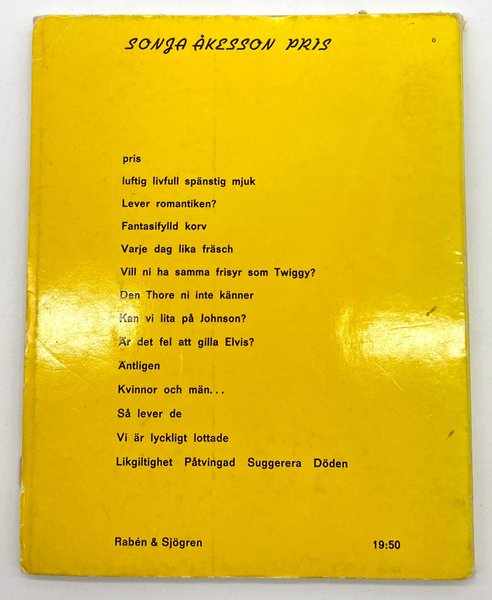 SONJA ÅKESSON PRIS
pris
luftig livfull spänstig mjuk
Lever romantiken?
Fantasifylld korv
Varje dag lika fräsch
Vill ni ha samma frisyr som Twiggy?
Den Thore ni inte känner
Kan vi lita på Johnson?
Är det fel att gilla Elvis?
Äntligen
Kvinnor och män...
Så lever de
Vi är lyckligt lottade
Likgiltighet Påtvingad Suggerera Döden
Rabén & Sjögren 19:50